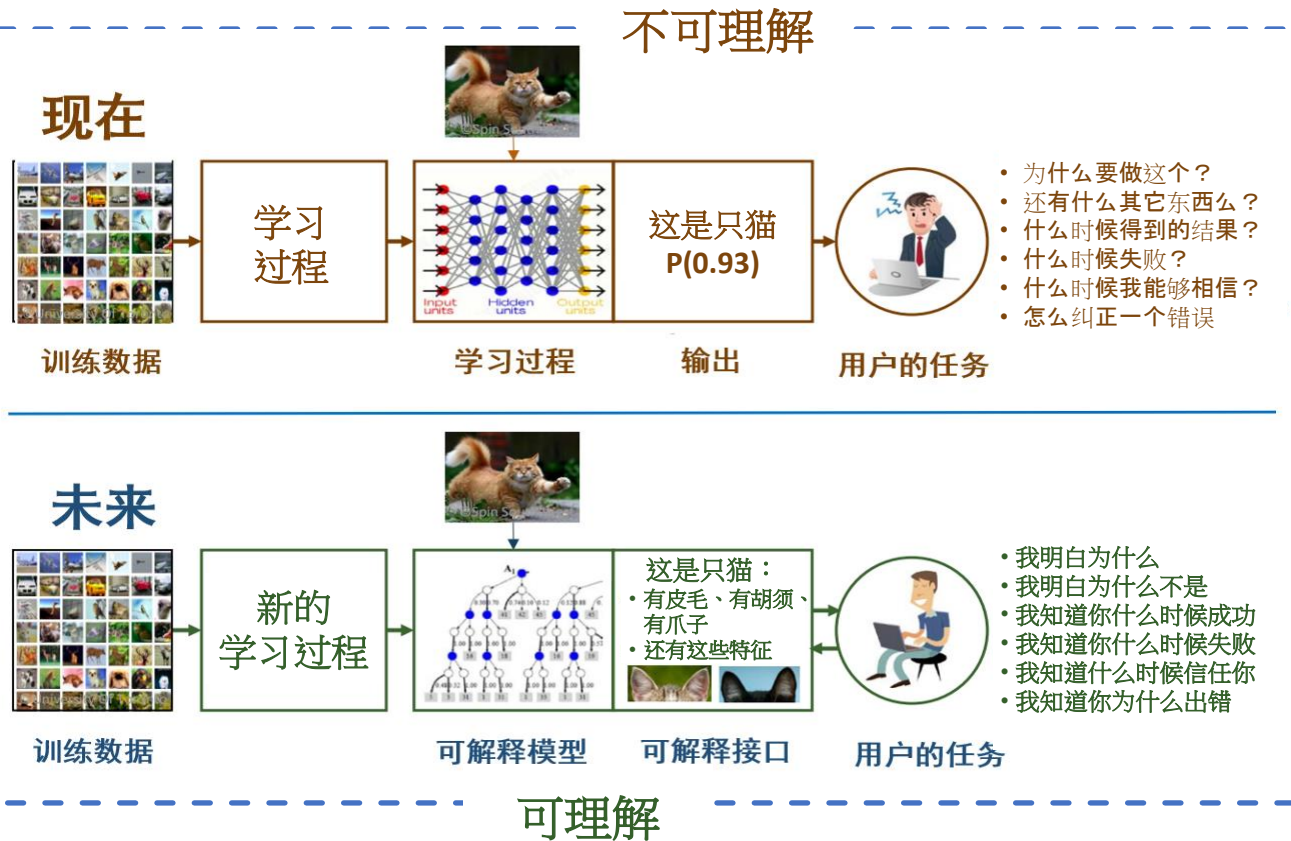 不可理解
现在
©Spin Sou
学习
过程
Input
units
Hidden
units
Output
units
这是只猫
P(0.93)
• 为什么要做这个？
• 还有什么其它东西么？
• 什么时候得到的结果？
• 什么时候失败？
• 什么时候我能够相信？
• 怎么纠正一个错误
训练数据
学习过程
输出
用户的任务
未来
©Spin Sou
新的
学习过程
A₁
这是只猫：
• 有皮毛、有胡须、
有爪子
• 还有这些特征
• 我明白为什么
• 我明白为什么不是
• 我知道你什么时候成功
• 我知道你什么时候失败
• 我知道什么时候信任你
• 我知道你为什么出错
训练数据
可解释模型
可解释接口
用户的任务
可理解